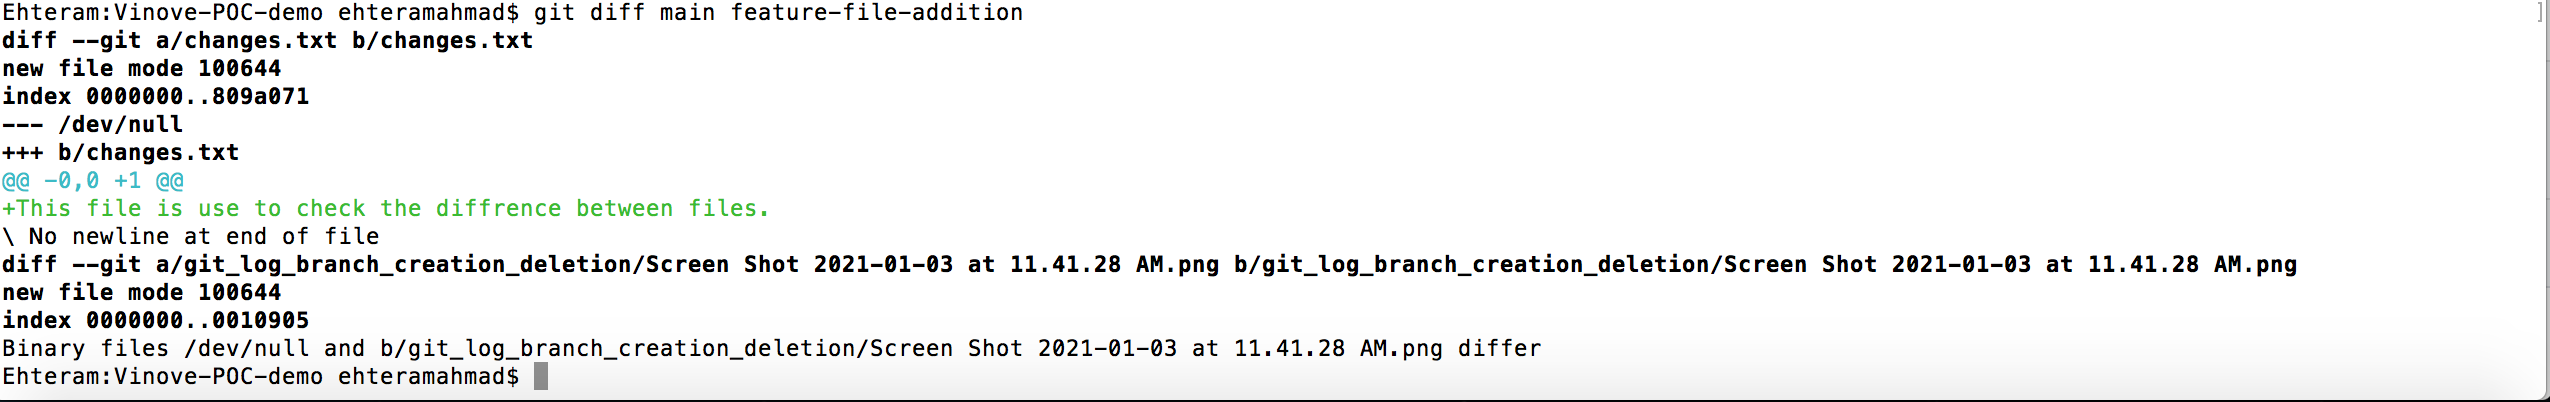 Ehteram:Vinove-POC-demo ehteramahmad$ git diff main feature-file-addition
diff --git a/changes.txt b/changes.txt
new file mode 100644
index 0000000..809a071
--- /dev/null
+++ b/changes.txt
@@ -0,0 +1 @@
+This file is use to check the diffrence between files.
\ No newline at end of file
diff --git a/git_log_branch_creation_deletion/Screen Shot 2021-01-03 at 11.41.28 AM.png b/git_log_branch_creation_deletion/Screen Shot 2021-01-03 at 11.41.28 AM.png
new file mode 100644
index 0000000..0010905
Binary files /dev/null and b/git_log_branch_creation_deletion/Screen Shot 2021-01-03 at 11.41.28 AM.png differ
Ehteram:Vinove-POC-demo ehteramahmad$